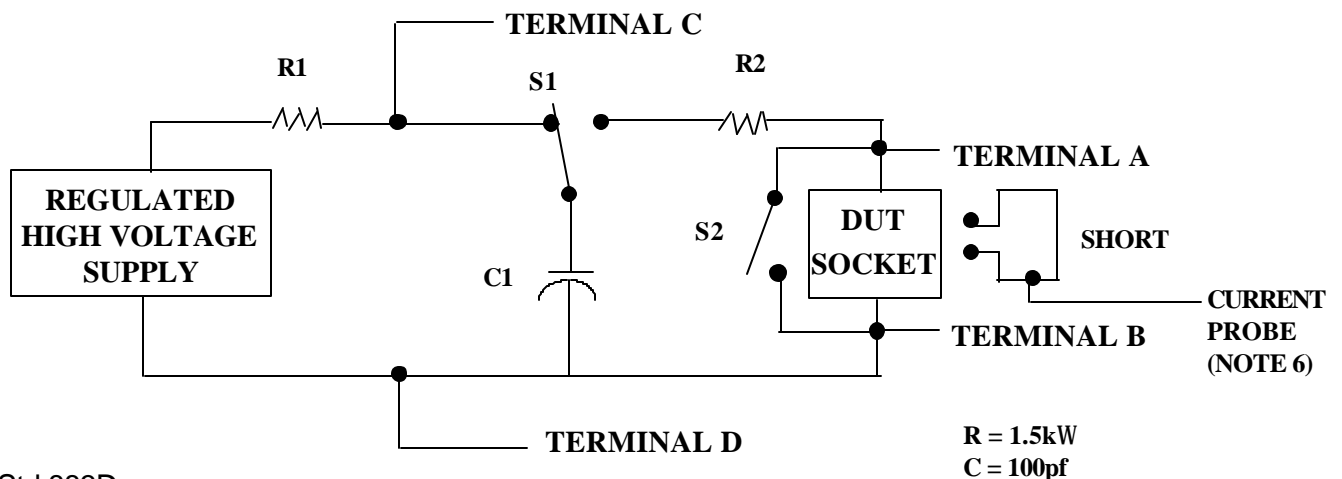 TERMINAL C
R1
S1
R2
TERMINAL A
REGULATED
HIGH VOLTAGE
SUPPLY
S2
DUT
SOCKET
SHORT
C1
CURRENT
PROBE
(NOTE 6)
TERMINAL B
TERMINAL D
R = 1.5kW
C = 100pf